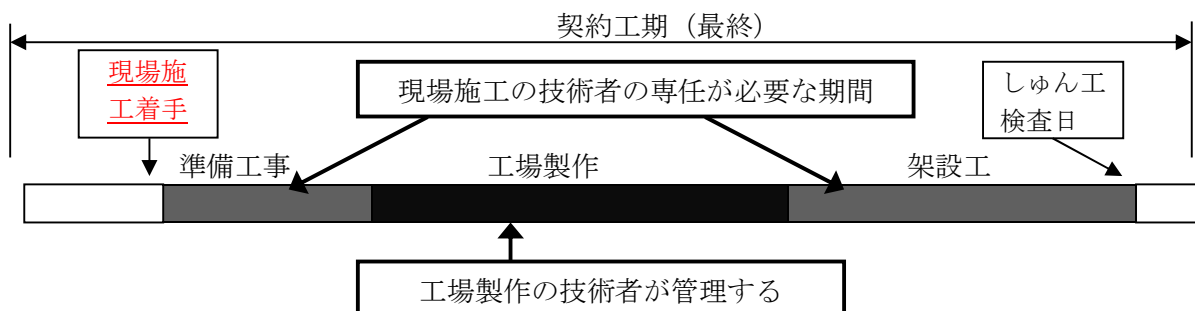 契約工期（最終）
現場施
工着手
現場施工の技術者の専任が必要な期間
しゅん工
検査日
準備工事
工場製作
架設工
工場製作の技術者が管理する